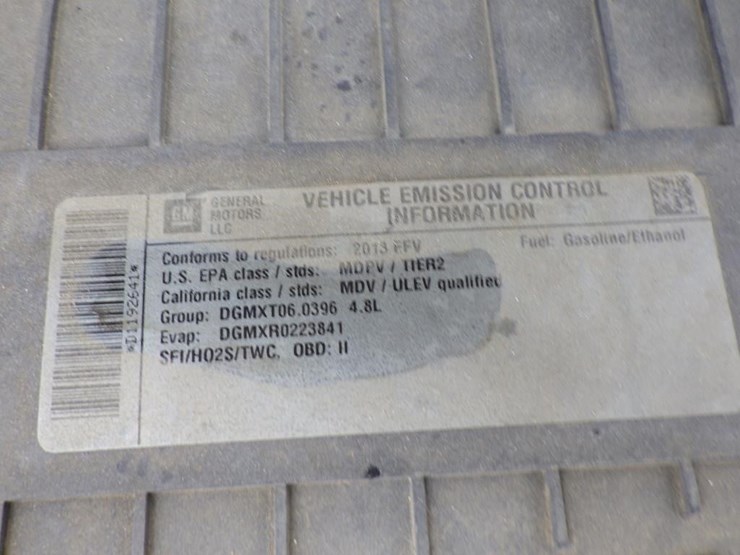 GM
GENERAL
MOTORS
LLC
VEHICLE EMISSION CONTROL
INFORMATION
Conforms to regulations: 2013 FFV
Fuel: Gasoline/Ethanol
U.S. EPA class / stds: MDPV / TIER2
California class / stds: MDV / ULEV qualified
Group: DGMXT06.0396 4.8L
Evap: DGMXR0223841
SFI/HO2S/TWC, OBD: II
*D1192641*